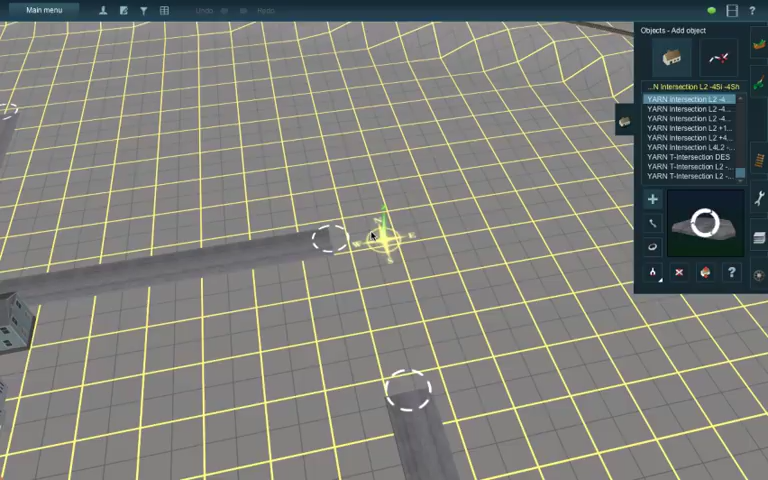 Main menu
Undo
Redo
?
Objects - Add object
...N Intersection L2 -4Si -4Sh
YARN Intersection L2 -4
YARN Intersection L2 -4...
YARN Intersection L2 -4...
YARN Intersection L2 +1...
YARN Intersection L2 +4...
YARN Intersection L4L2 -...
YARN T-Intersection DES
YARN T-Intersection L2 -...
YARN T-Intersection L2 -...
?